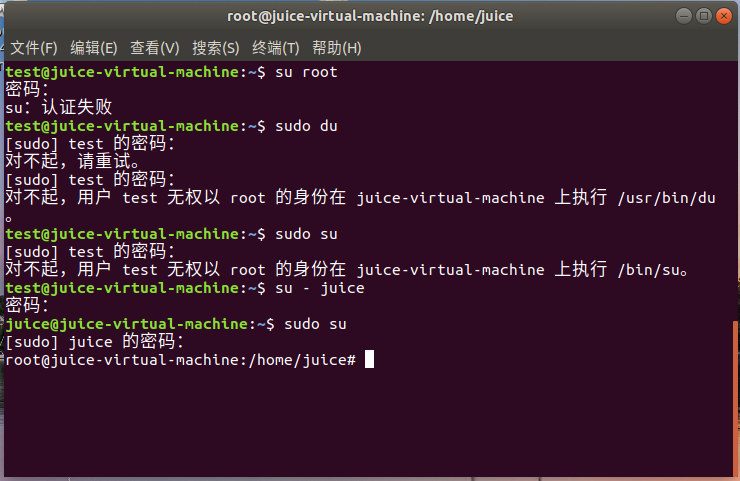 root@juice-virtual-machine: /home/juice
文件(F) 编辑(E) 查看(V) 搜索(S) 终端(T) 帮助(H)
test@juice-virtual-machine:~$ su root
密码：
su：认证失败
test@juice-virtual-machine:~$ sudo du
[sudo] test 的密码：
对不起，请重试。
[sudo] test 的密码：
对不起，用户 test 无权以 root 的身份在 juice-virtual-machine 上执行 /usr/bin/du
。
test@juice-virtual-machine:~$ sudo su
[sudo] test 的密码：
对不起，用户 test 无权以 root 的身份在 juice-virtual-machine 上执行 /bin/su。
test@juice-virtual-machine:~$ su - juice
密码：
juice@juice-virtual-machine:~$ sudo su
[sudo] juice 的密码：
root@juice-virtual-machine:/home/juice#